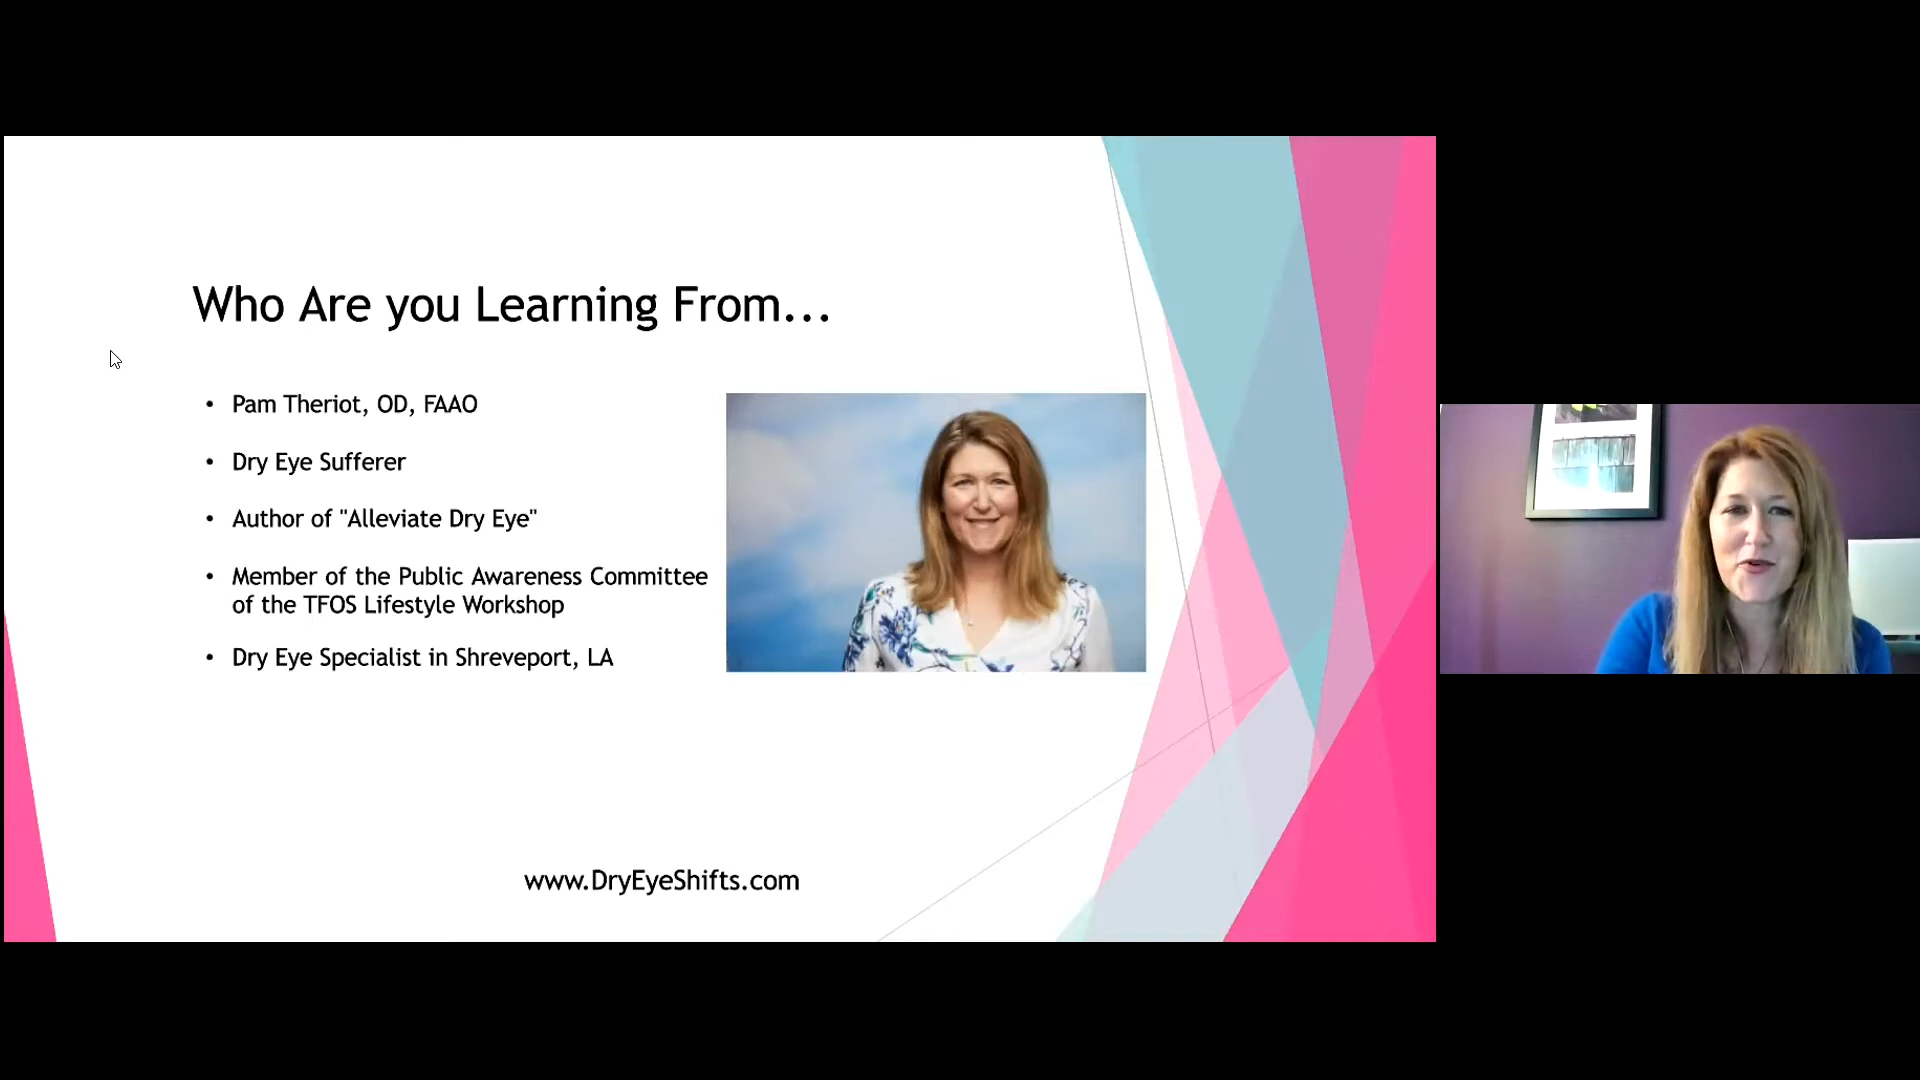 Who Are you Learning From...
• Pam Theriot, OD, FAAO
• Dry Eye Sufferer
• Author of "Alleviate Dry Eye"
• Member of the Public Awareness Committee
of the TFOS Lifestyle Workshop
• Dry Eye Specialist in Shreveport, LA
www.DryEyeShifts.com